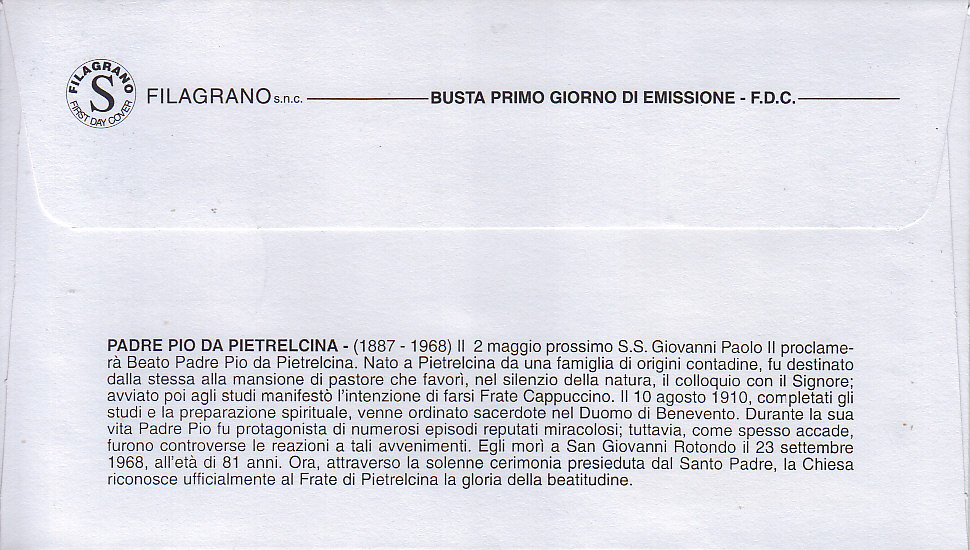 FILAGRANO
S
FIRST DAY COVER
FILAGRANO s.n.c. BUSTA PRIMO GIORNO DI EMISSIONE - F.D.C.
PADRE PIO DA PIETRELCINA - (1887 - 1968) Il 2 maggio prossimo S.S. Giovanni Paolo II proclame-
rà Beato Padre Pio da Pietrelcina. Nato a Pietrelcina da una famiglia di origini contadine, fu destinato
dalla stessa alla mansione di pastore che favorì, nel silenzio della natura, il colloquio con il Signore;
avviato poi agli studi manifestò l'intenzione di farsi Frate Cappuccino. Il 10 agosto 1910, completati gli
studi e la preparazione spirituale, venne ordinato sacerdote nel Duomo di Benevento. Durante la sua
vita Padre Pio fu protagonista di numerosi episodi reputati miracolosi; tuttavia, come spesso accade,
furono controverse le reazioni a tali avvenimenti. Egli morì a San Giovanni Rotondo il 23 settembre
1968, all'età di 81 anni. Ora, attraverso la solenne cerimonia presieduta dal Santo Padre, la Chiesa
riconosce ufficialmente al Frate di Pietrelcina la gloria della beatitudine.